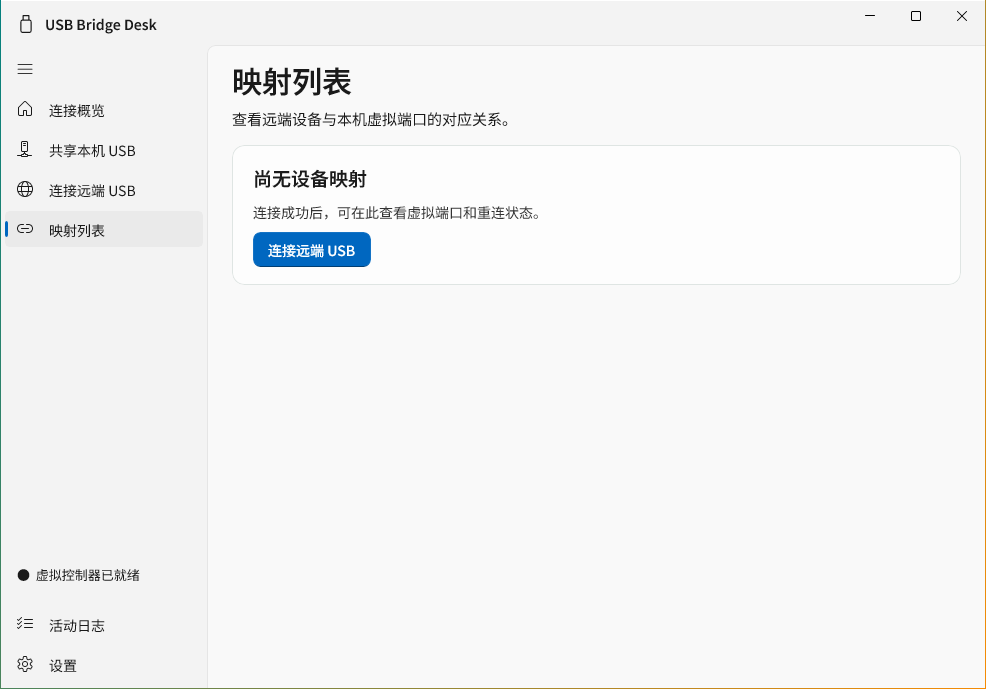 USB Bridge Desk
连接概览
共享本机 USB
连接远端 USB
映射列表
虚拟控制器已就绪
活动日志
设置
映射列表
查看远端设备与本机虚拟端口的对应关系。
尚无设备映射
连接成功后，可在此查看虚拟端口和重连状态。
连接远端 USB